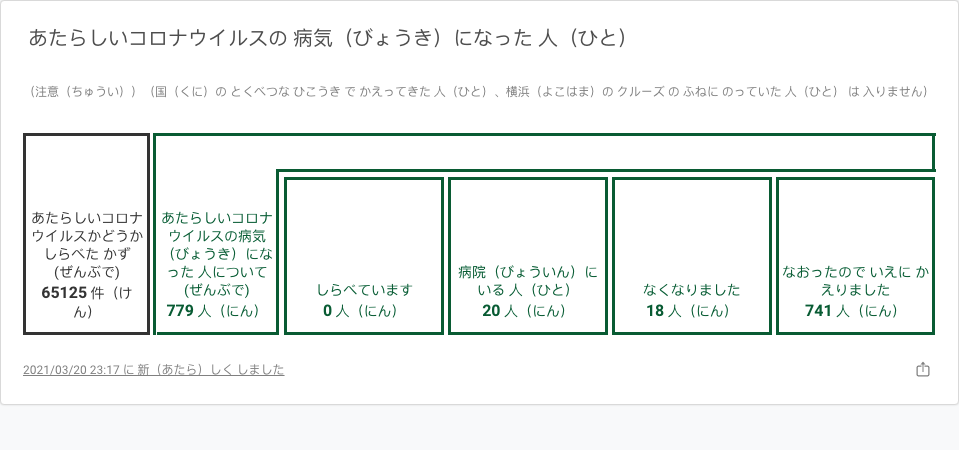 あたらしいコロナウイルスの 病気（びょうき）になった 人（ひと）
（注意（ちゅうい））（国（くに）の とくべつな ひこうき で かえってきた 人（ひと）、横浜（よこはま）の クルーズ の ふねに のっていた 人（ひと） は 入りません）
あたらしいコロナ
ウイルスかどうか
しらべた かず
(ぜんぶで)
65125 件（け
ん）
あたらしいコロナ
ウイルスの病気
（びょうき）にな
った 人について
(ぜんぶで)
779 人（にん）
しらべています
0 人（にん）
病院（びょういん）に
いる 人（ひと）
20 人（にん）
なくなりました
18 人（にん）
なおったので いえに か
えりました
741 人（にん）
2021/03/20 23:17 に 新（あたら）しく しました